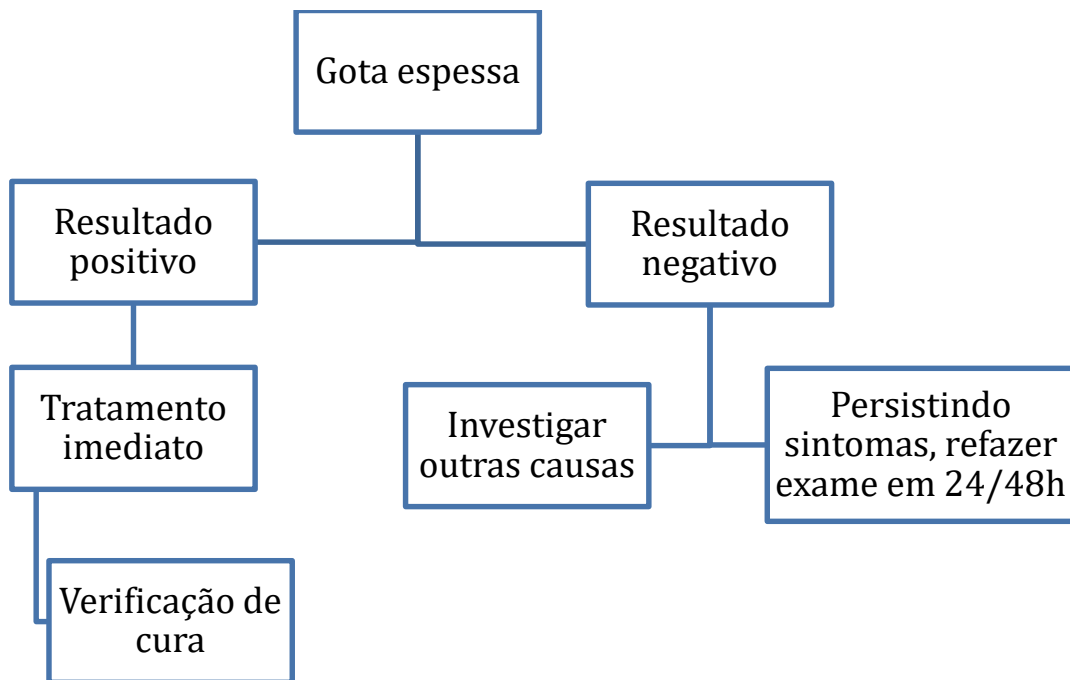 Gota espessa
Resultado
positivo
Resultado
negativo
Tratamento
imediato
Investigar
outras causas
Persistindo
sintomas, refazer
exame em 24/48h
Verificação de
cura